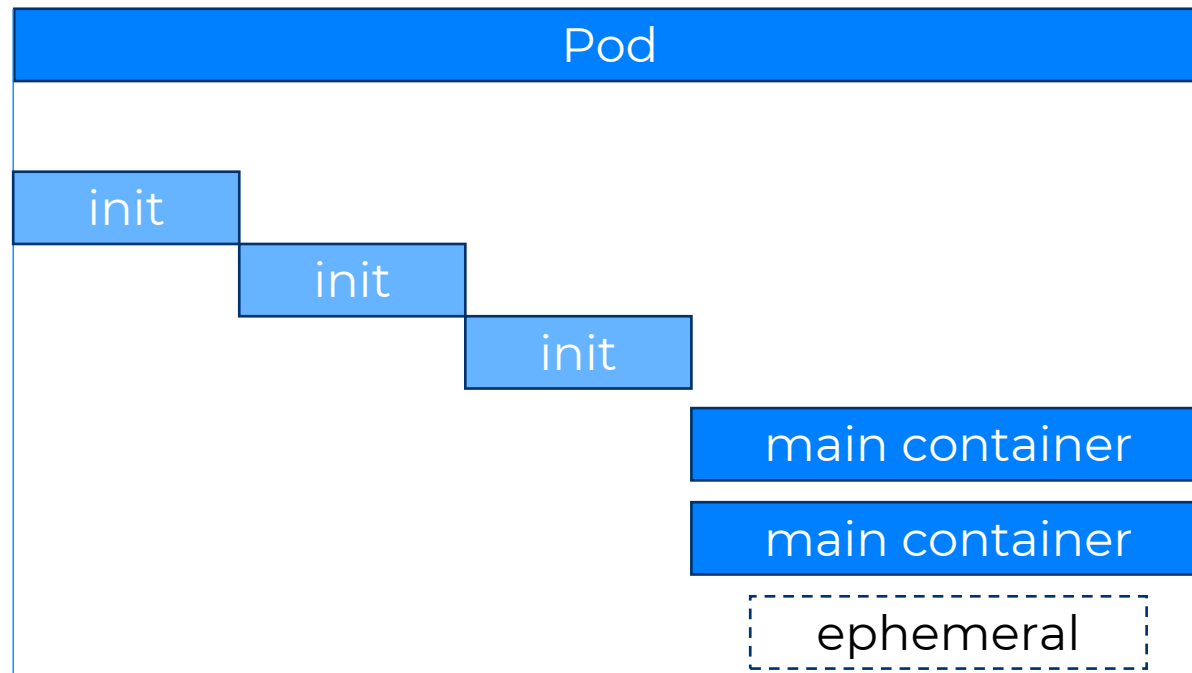 Pod
init
init
init
main container
main container
ephemeral